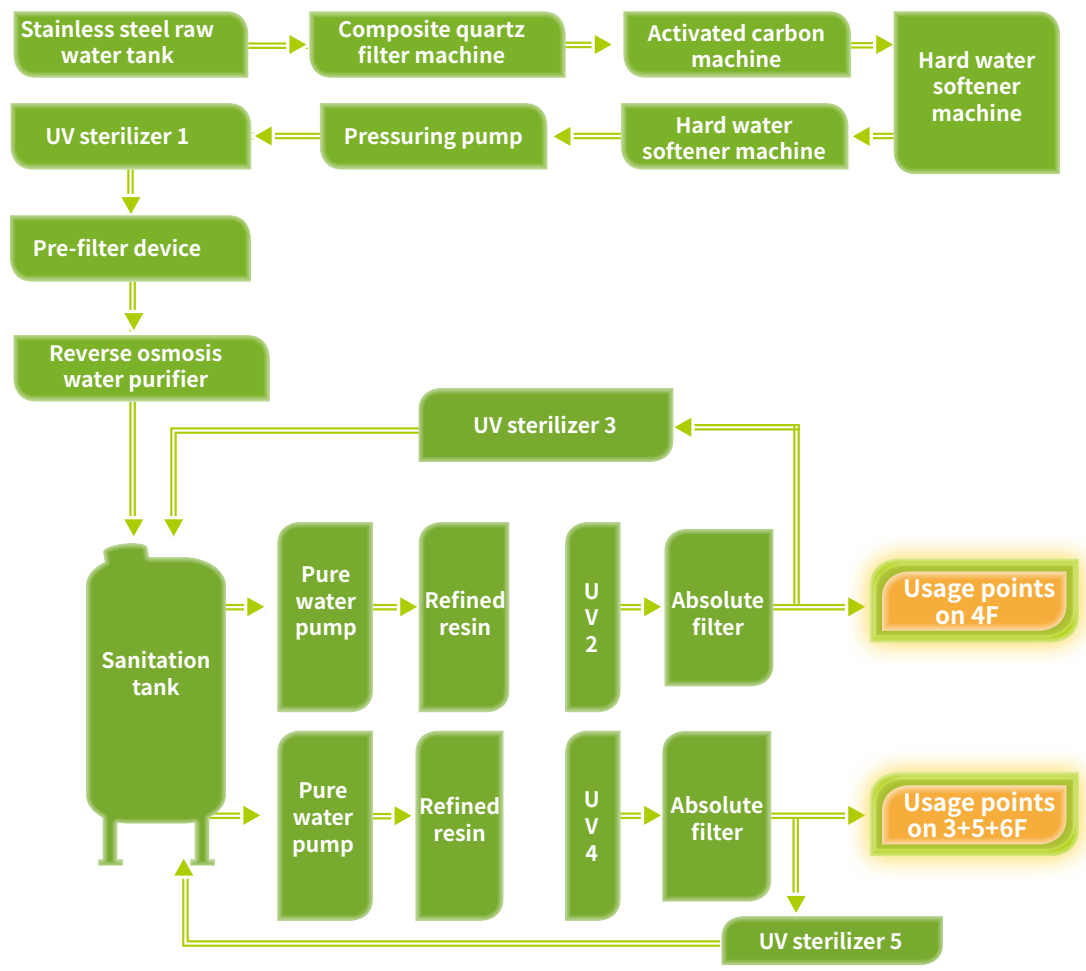 Stainless steel raw
water tank
Composite quartz
filter machine
Activated carbon
machine
Hard water
softener
machine
UV sterilizer 1
Pressuring pump
Hard water
softener machine
Pre-filter device
Reverse osmosis
water purifier
UV sterilizer 3
Sanitation
tank
Pure
water
pump
Refined
resin
U
V
2
Absolute
filter
Usage points
on 4F
Pure
water
pump
Refined
resin
U
V
4
Absolute
filter
Usage points
on 3+5+6F
UV sterilizer 5